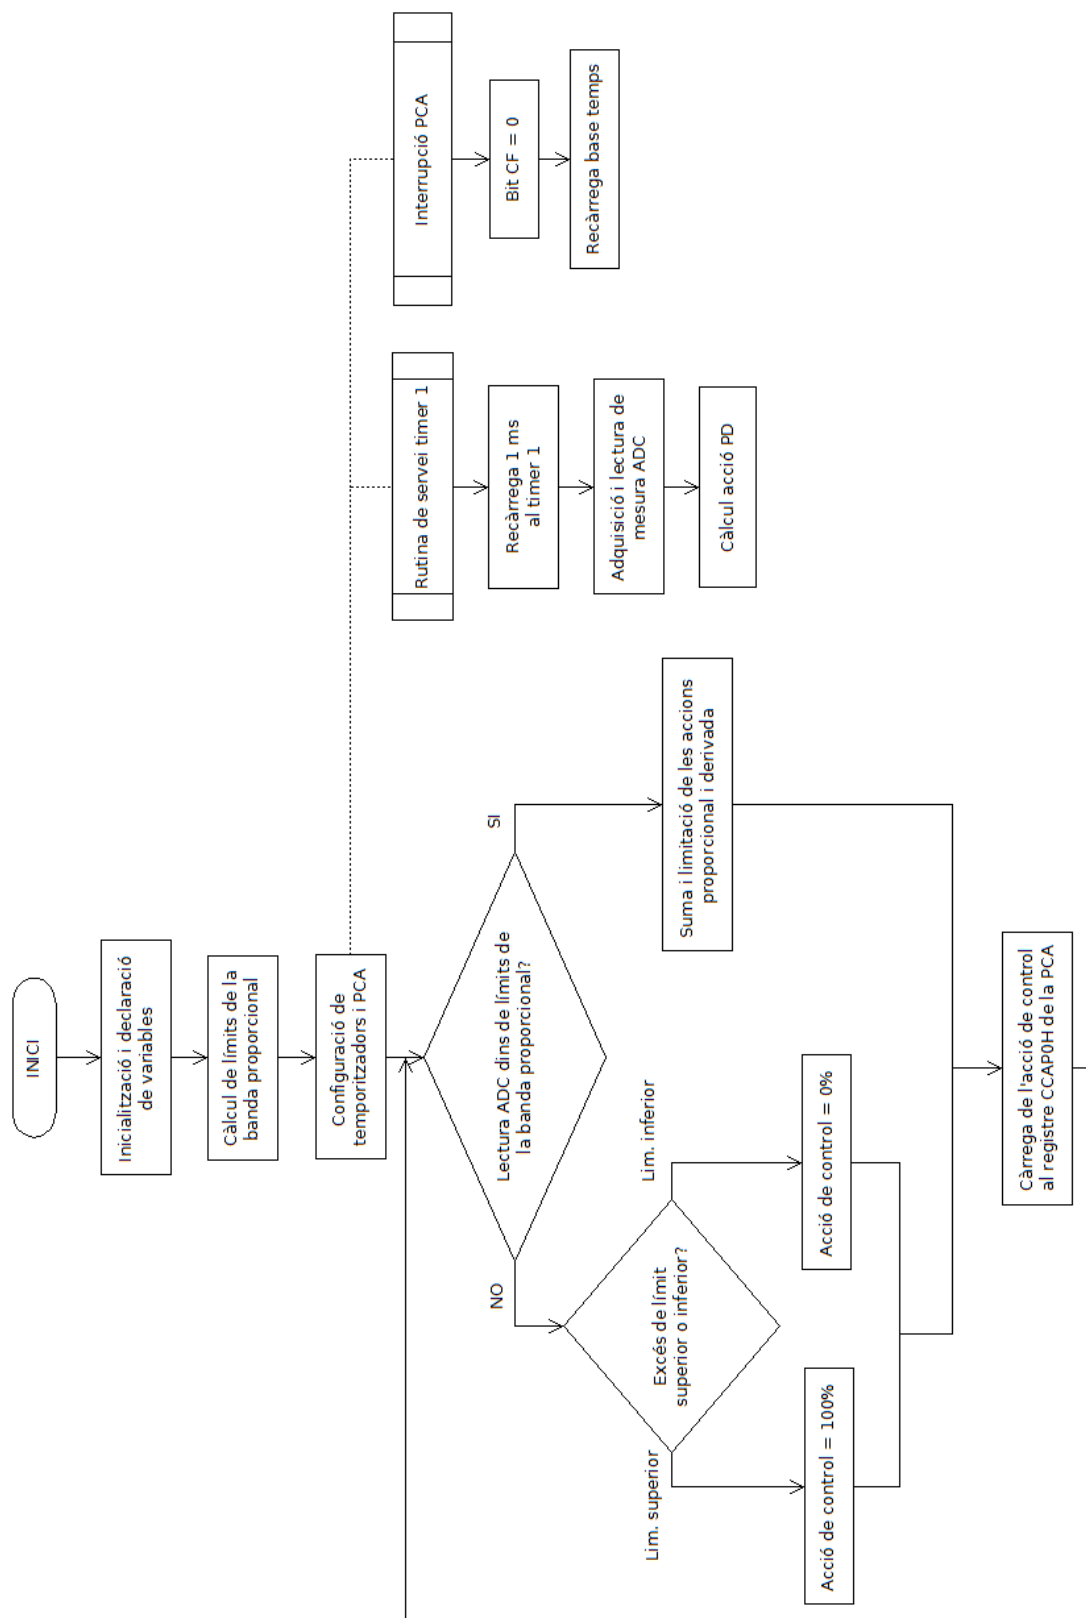 INICI
Inicialització i declaració
de variables
Càlcul de límits de la
banda proporcional
Configuració de
temporitzadors i PCA
Lectura ADC dins de límits de
la banda proporcional?
NO
SI
Excés de límit
superior o inferior?
Lim. superior
Lim. inferior
Acció de control = 100%
Acció de control = 0%
Suma i limitació de les accions
proporcional i derivada
Càrrega de l'acció de control
al registre CCAP0H de la PCA
Rutina de servei timer 1
Recàrrega 1 ms
al timer 1
Adquisició i lectura de
mesura ADC
Càlcul acció PD
Interrupció PCA
Bit CF = 0
Recàrrega base temps